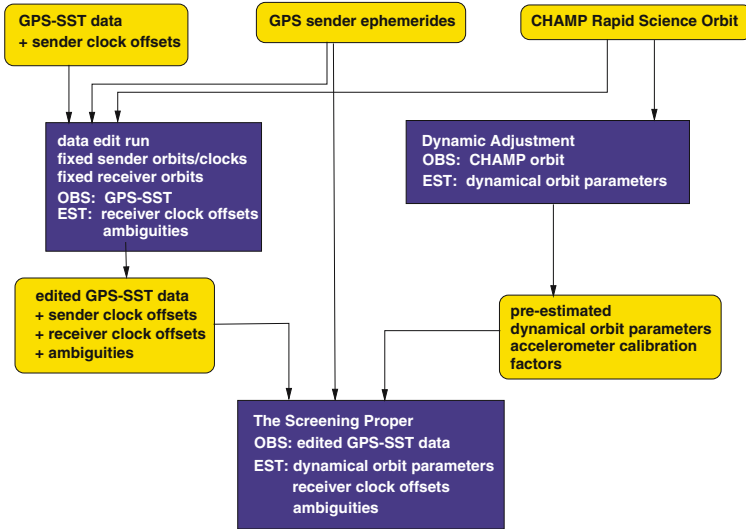 GPS-SST data
+ sender clock offsets
GPS sender ephemerides
CHAMP Rapid Science Orbit
data edit run
fixed sender orbits/clocks
fixed receiver orbits
OBS: GPS-SST
EST: receiver clock offsets
ambiguities
Dynamic Adjustment
OBS: CHAMP orbit
EST: dynamical orbit parameters
edited GPS-SST data
+ sender clock offsets
+ receiver clock offsets
+ ambiguities
pre-estimated
dynamical orbit parameters
accelerometer calibration
factors
The Screening Proper
OBS: edited GPS-SST data
EST: dynamical orbit parameters
receiver clock offsets
ambiguities